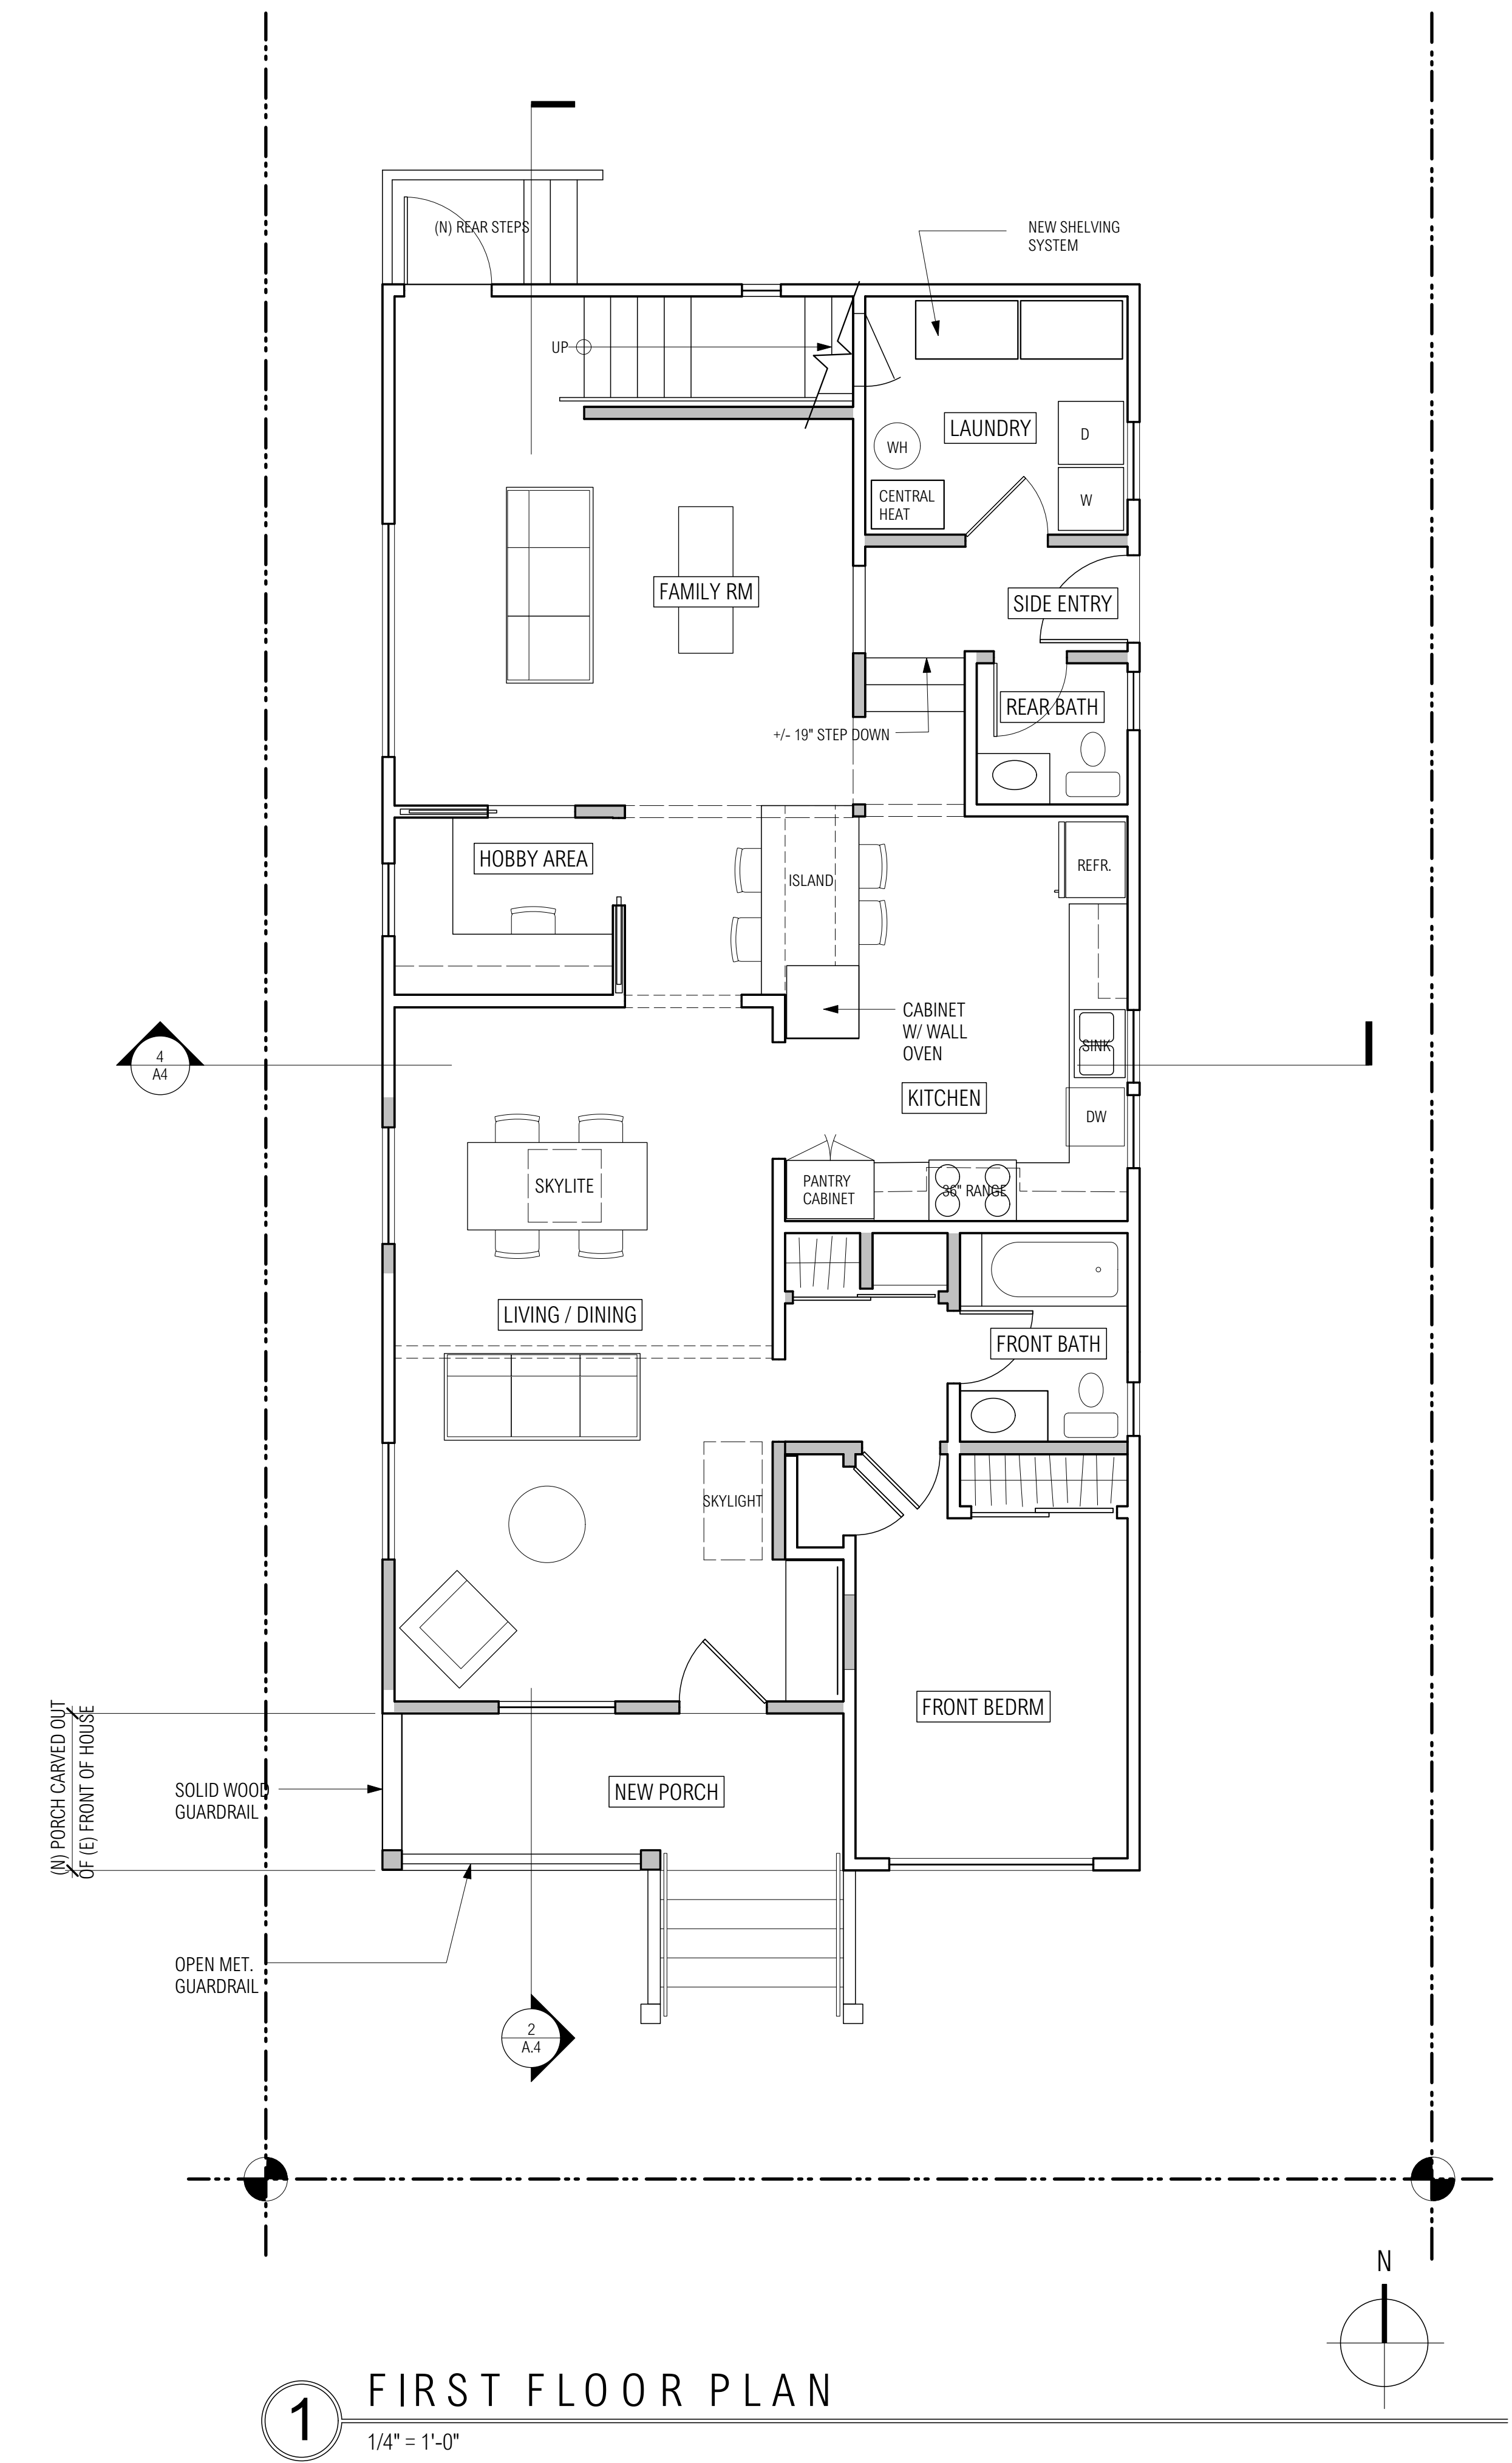 (N) REAR STEPS
NEW SHELVING
SYSTEM
UP
LAUNDRY
D
WH
W
CENTRAL
HEAT
FAMILY RM
SIDE ENTRY
REAR BATH
+/- 19" STEP DOWN
HOBBY AREA
ISLAND
REFR.
CABINET
W/ WALL
OVEN
SINK
4
A4
KITCHEN
DW
SKYLITE
PANTRY
CABINET
36" RANGE
LIVING / DINING
FRONT BATH
SKYLIGHT
FRONT BEDRM
(N) PORCH CARVED OUT
OF (E) FRONT OF HOUSE
SOLID WOOD
GUARDRAIL
NEW PORCH
OPEN MET.
GUARDRAIL
2
A.4
N
1
FIRST FLOOR PLAN
1/4" = 1'-0"